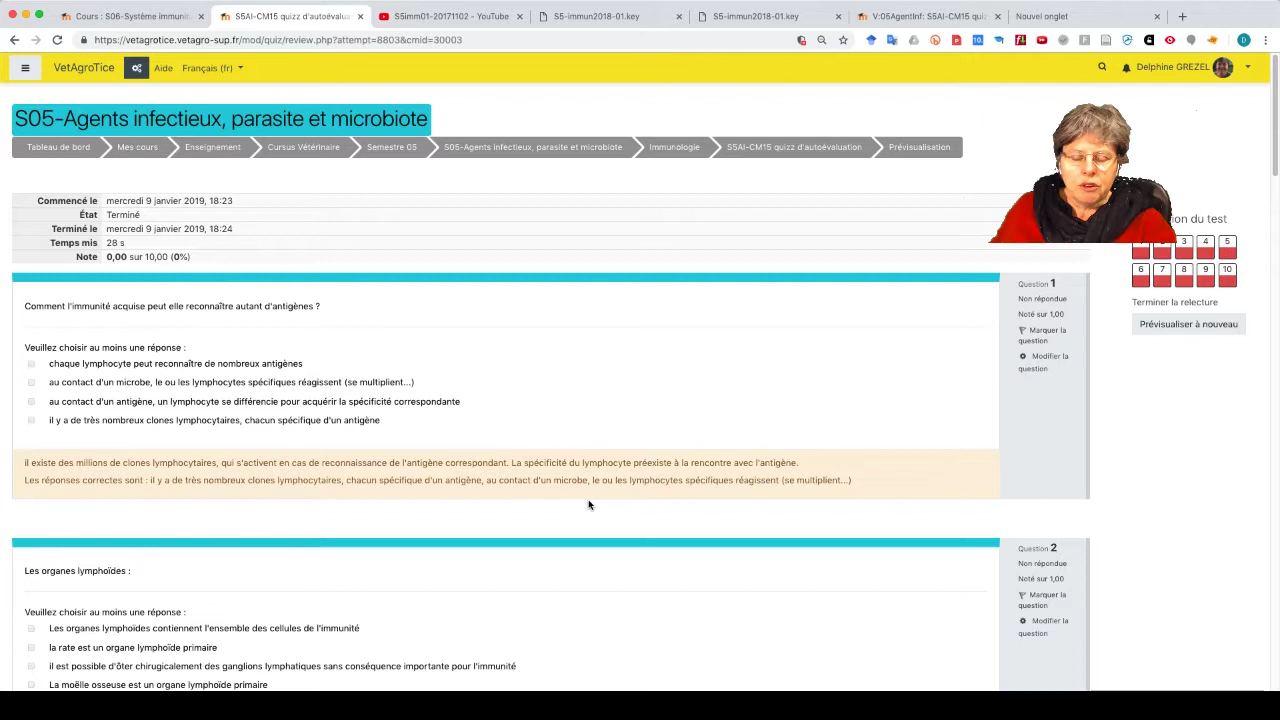 Cours : S06-Système immunit
S5AI-CM15 quizz d'autoévalua
S5imm01-20171102 - YouTube
S5-immun2018-01.key
S5-immun2018-01.key
V:05AgentInf: S5AI-CM15 quiz
Nouvel onglet
https://vetagrotice.vetagro-sup.fr/mod/quiz/review.php?attempt=8803&cmid=30003
VetAgroTice
Aide
Français (fr)
Delphine GREZEL
S05-Agents infectieux, parasite et microbiote
Tableau de bord
Mes cours
Enseignement
Cursus Vétérinaire
Semestre 05
S05-Agents infectieux, parasite et microbiote
Immunologie
S5AI-CM15 quizz d'autoévaluation
Prévisualisation
Commencé le mercredi 9 janvier 2019, 18:23
État Terminé
Terminé le mercredi 9 janvier 2019, 18:24
Temps mis 28 s
Note 0,00 sur 10,00 (0%)
on du test
3 4 5
6 7 8 9 10
Terminer la relecture
Prévisualiser à nouveau
Question 1
Non répondue
Noté sur 1,00
Marquer la
question
Modifier la
question
Comment l'immunité acquise peut elle reconnaître autant d'antigènes ?
Veuillez choisir au moins une réponse :
chaque lymphocyte peut reconnaître de nombreux antigènes
au contact d'un microbe, le ou les lymphocytes spécifiques réagissent (se multiplient...)
au contact d'un antigène, un lymphocyte se différencie pour acquérir la spécificité correspondante
il y a de très nombreux clones lymphocytaires, chacun spécifique d'un antigène
il existe des millions de clones lymphocytaires, qui s'activent en cas de reconnaissance de l'antigène correspondant. La spécificité du lymphocyte préexiste à la rencontre avec l'antigène.
Les réponses correctes sont : il y a de très nombreux clones lymphocytaires, chacun spécifique d'un antigène, au contact d'un microbe, le ou les lymphocytes spécifiques réagissent (se multiplient...)
Question 2
Non répondue
Noté sur 1,00
Marquer la
question
Modifier la
question
Les organes lymphoïdes :
Veuillez choisir au moins une réponse :
Les organes lymphoïdes contiennent l'ensemble des cellules de l'immunité
la rate est un organe lymphoïde primaire
il est possible d'ôter chirugicalement des ganglions lymphatiques sans conséquence importante pour l'immunité
La moëlle osseuse est un organe lymphoïde primaire